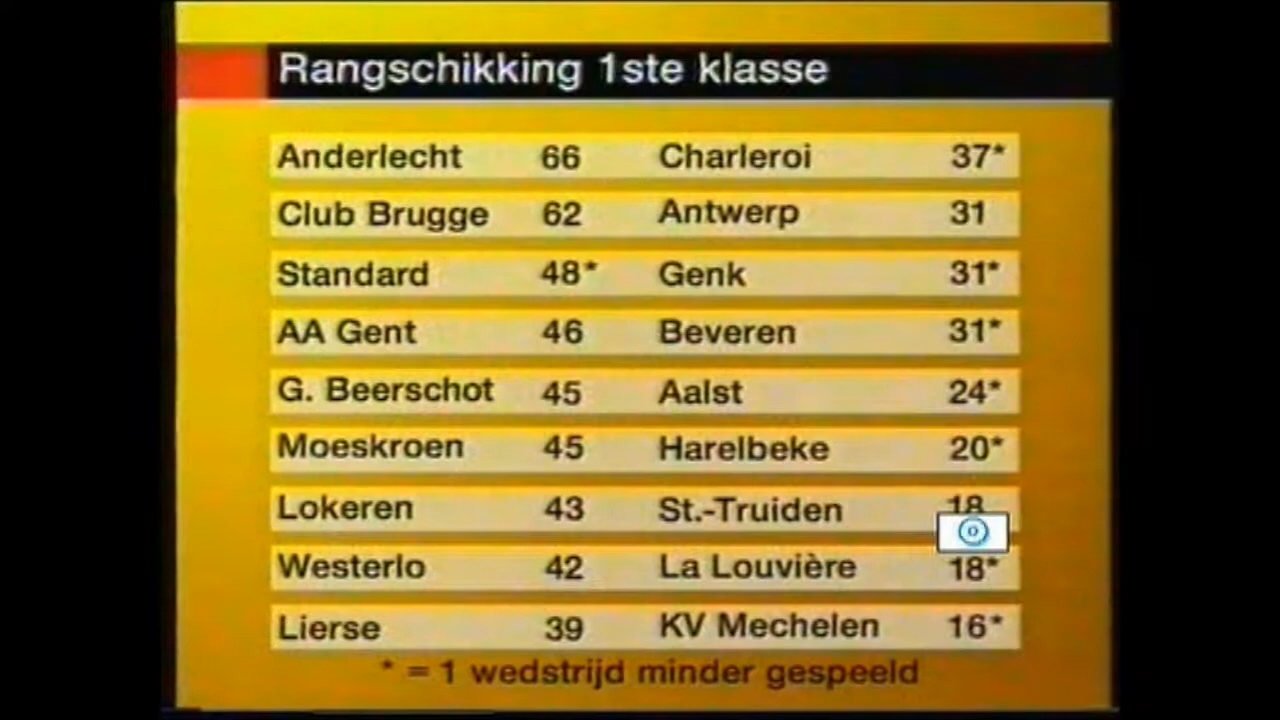 Rangschikking 1ste klasse
Anderlecht 66 Charleroi 37*
Club Brugge 62 Antwerp 31
Standard 48* Genk 31*
AA Gent 46 Beveren 31*
G. Beerschot 45 Aalst 24*
Moeskroen 45 Harelbeke 20*
Lokeren 43 St.-Truiden 18
Westerlo 42 La Louvière 18*
Lierse 39 KV Mechelen 16*
* = 1 wedstrijd minder gespeeld